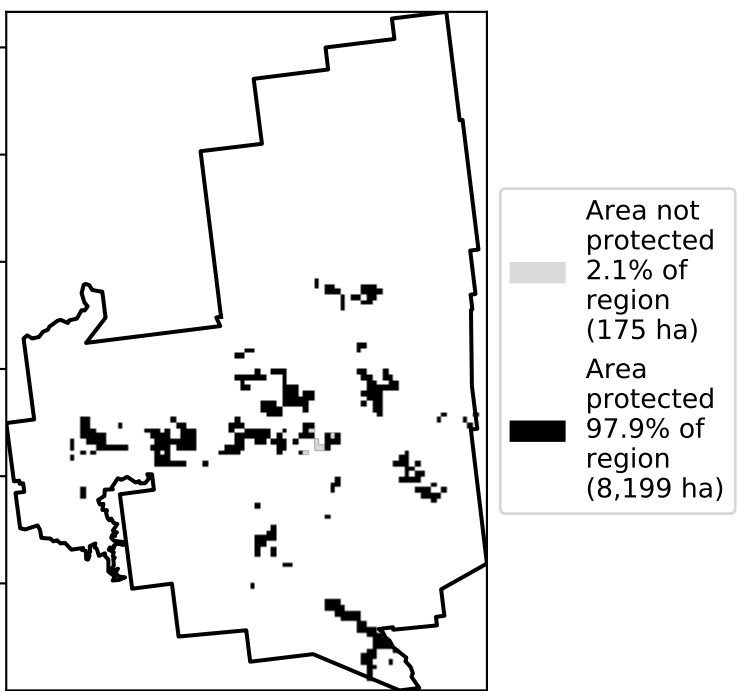 Area not
protected
2.1% of
region
(175 ha)
Area
protected
97.9% of
region
(8,199 ha)